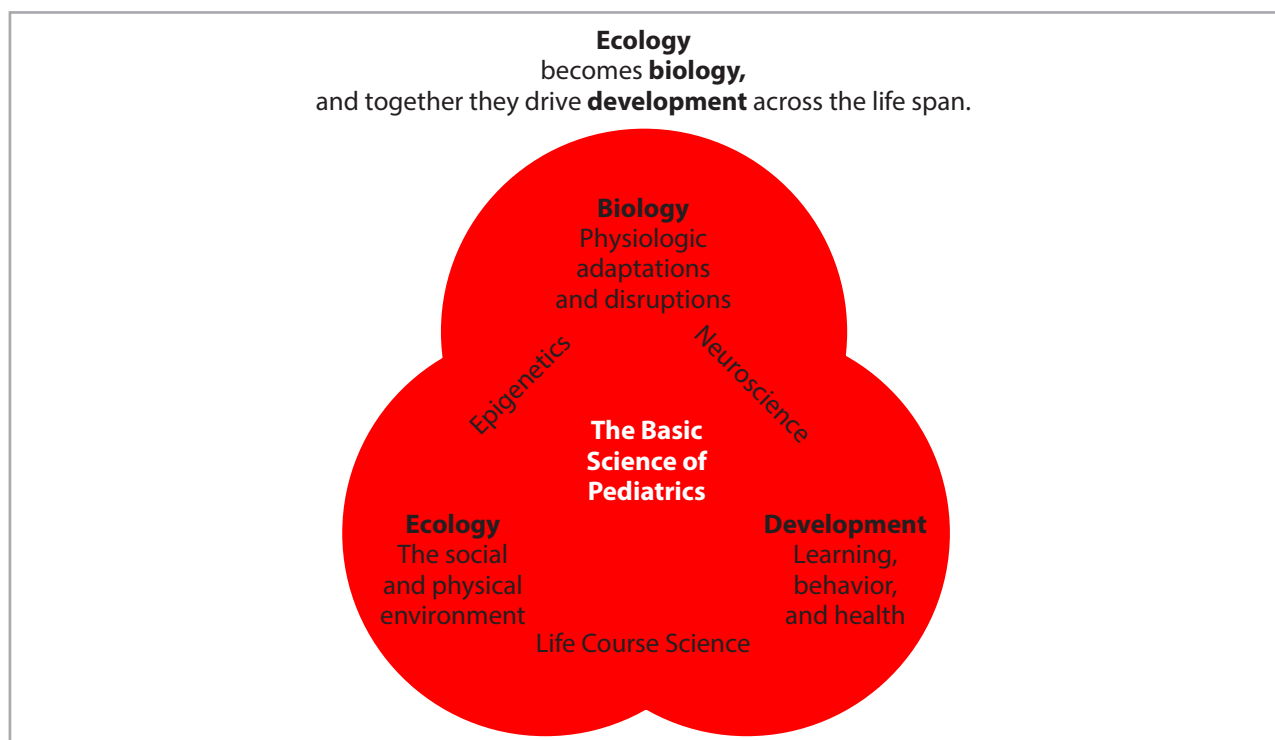 Ecology
becomes biology,
and together they drive development across the life span.
Biology
Physiologic
adaptations
and disruptions
Epigenetics
Neuroscience
The Basic
Science of
Pediatrics
Ecology
The social
and physical
environment
Development
Learning,
behavior,
and health
Life Course Science